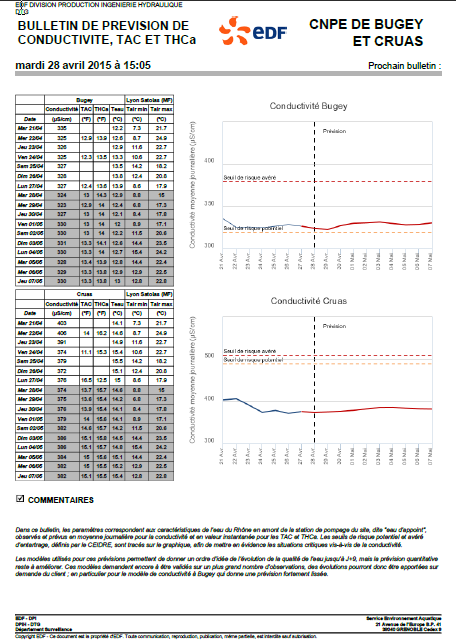 EDF DIVISION PRODUCTION INGENIERIE HYDRAULIQUE
DTG
BULLETIN DE PREVISION DE
CONDUCTIVITE, TAC ET THCa
EDF
CNPE DE BUGEY
ET CRUAS
mardi 28 avril 2015 à 15:05
Prochain bulletin :
Bugey Lyon Satolas (MF)
Conductivité TAC THCa Teau Tair min Tair max
Date (µS/cm) (°F) (°F) (°C) (°C) (°C)
Mar 21/04 335 12.2 7.3 21.7
Mer 22/04 325 12.9 13.9 12.6 8.7 24.9
Jeu 23/04 326 12.9 11.6 22.7
Ven 24/04 325 12.3 13.5 13.3 10.6 22.7
Sam 25/04 327 13.5 14.2 18.2
Dim 26/04 328 13.8 12.4 20.8
Lun 27/04 327 12.4 13.6 13.9 8.6 17.9
Mar 28/04 324 13 14.3 12.9 8.8 15
Mer 29/04 323 12.9 14 12.4 6.8 17.3
Jeu 30/04 327 13 14 12.1 8.4 17.8
Ven 01/05 330 13 14 12 8.9 17.1
Sam 02/05 330 13 14 12.2 11.5 20.6
Dim 03/05 331 13.3 14.1 12.6 14.4 23.5
Lun 04/05 330 13.3 14 12.7 15.4 24.2
Mar 05/05 328 13.4 13.9 12.8 14.4 22.4
Mer 06/05 329 13.3 13.8 12.9 12.9 22.5
Jeu 07/05 330 13.3 13.8 13 12.8 22.8
Cruas Lyon Satolas (MF)
Conductivité TAC THCa Teau Tair min Tair max
Date (µS/cm) (°F) (°F) (°C) (°C) (°C)
Mar 21/04 403 14.1 7.3 21.7
Mer 22/04 406 14 16.2 14.6 8.7 24.9
Jeu 23/04 391 14.9 11.6 22.7
Ven 24/04 374 11.1 15.3 15.4 10.6 22.7
Sam 25/04 379 15.5 14.2 18.2
Dim 26/04 372 15.1 12.4 20.8
Lun 27/04 376 16.5 12.5 15 8.6 17.9
Mar 28/04 374 13.7 15.7 14.6 8.8 15
Mer 29/04 375 13.8 15.4 14.2 6.8 17.3
Jeu 30/04 376 13.9 15.4 14.1 8.4 17.8
Ven 01/05 379 14 15.6 14.1 8.9 17.1
Sam 02/05 382 14.6 15.7 14.2 11.5 20.6
Dim 03/05 386 15.1 15.8 14.5 14.4 23.5
Lun 04/05 386 15.1 15.7 14.8 15.4 24.2
Mar 05/05 384 15 15.6 15.1 14.4 22.4
Mer 06/05 382 15 15.5 15.2 12.9 22.5
Jeu 07/05 382 15.1 15.5 15.4 12.8 22.8
Conductivité Bugey
Conductivité moyenne journalière (µS/cm)
Prévision
400
Seuil de risque avéré
350
Seuil de risque potentiel
300
21 Avr. 22 Avr. 23 Avr. 24 Avr. 25 Avr. 26 Avr. 27 Avr. 28 Avr. 29 Avr. 30 Avr. 01 Mai. 02 Mai. 03 Mai. 04 Mai. 05 Mai. 06 Mai. 07 Mai.
Conductivité Cruas
Conductivité moyenne journalière (µS/cm)
Prévision
500
Seuil de risque avéré
Seuil de risque potentiel
400
300
21 Avr. 22 Avr. 23 Avr. 24 Avr. 25 Avr. 26 Avr. 27 Avr. 28 Avr. 29 Avr. 30 Avr. 01 Mai. 02 Mai. 03 Mai. 04 Mai. 05 Mai. 06 Mai. 07 Mai.
COMMENTAIRES
Dans ce bulletin, les paramètres correspondent aux caractéristiques de l'eau du Rhône en amont de la station de pompage du site, dite "eau d'appoint",
observés et prévus en moyenne journalière pour la conductivité et en valeur instantanée pour les TAC et THCa. Les seuils de risque potentiel et avéré
d'entartrage, définis par le CEIDRE, sont tracés sur le graphique, afin de mettre en évidence les situations critiques vis-à-vis de la conductivité.
Les modèles utilisés pour ces prévisions permettent de donner un ordre d'idée de l'évolution de la qualité de l'eau jusqu'à J+9, mais la prévision quantitative
reste à améliorer. Ces modèles demandent encore à être validés sur un plus grand nombre d'observations, des évolutions pourront donc être apportées sur
demande du client ; en particulier pour le modèle de conductivité à Bugey qui donne une prévision fortement lissée.
EDF - DPI
DPIH - DTG
Département Surveillance
Service Environnement Aquatique
21 Avenue de l'Europe B.P. 41
38040 GRENOBLE Cedex 9
Copyright EDF - Ce document est la propriété d'EDF. Toute communication, reproduction, publication, même partielle, est interdite sauf autorisation.